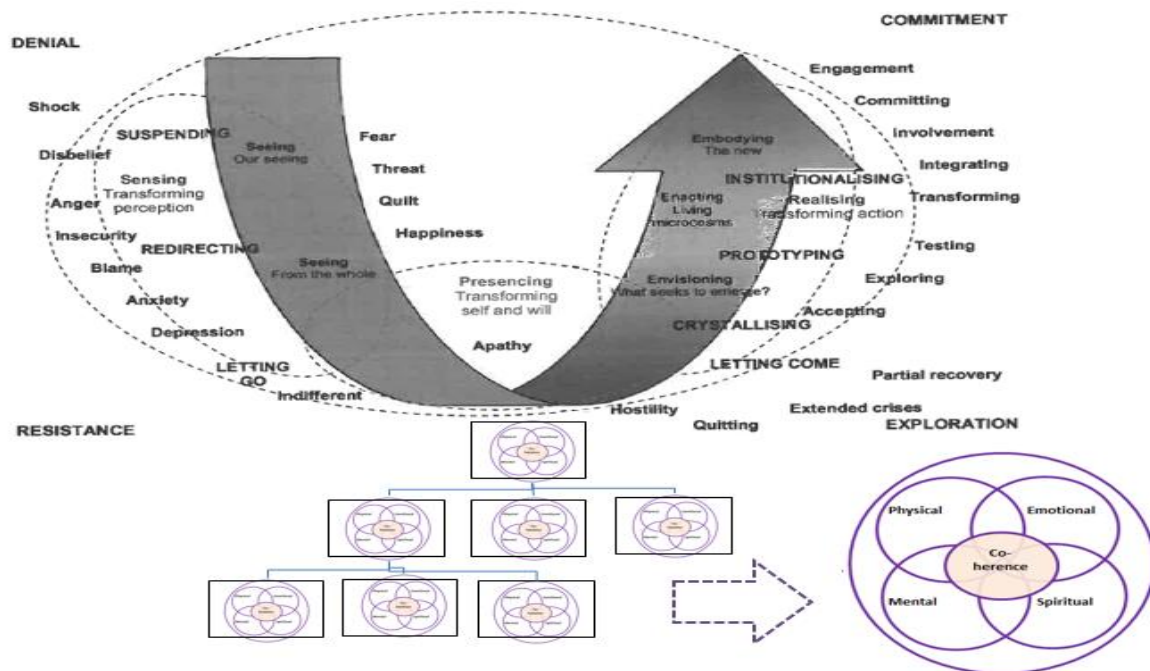 COMMITMENT
DENIAL
Engagement
Shock
Committing
SUSPENDING
Seeing
Our seeing
Fear
Embodying
The new
Involvement
Disbelief
Threat
Integrating
Sensing
Transforming
perception
INSTITUTIONALISING
Anger
Quilt
Enacting
Living
microcosms
Realising
Transforming action
Transforming
Insecurity
Happiness
REDIRECTING
Testing
Blame
Seeing
From the whole
PROTOTYPING
Presencing
Transforming
self and will
Envisioning
What seeks to emerge?
Exploring
Anxiety
Accepting
Depression
CRYSTALLISING
Apathy
LETTING
GO
LETTING COME
Partial recovery
Indifferent
Hostility
Extended crises
Quitting
RESISTANCE
EXPLORATION
Physical
Emotional
Co-
herence
Mental
Spiritual